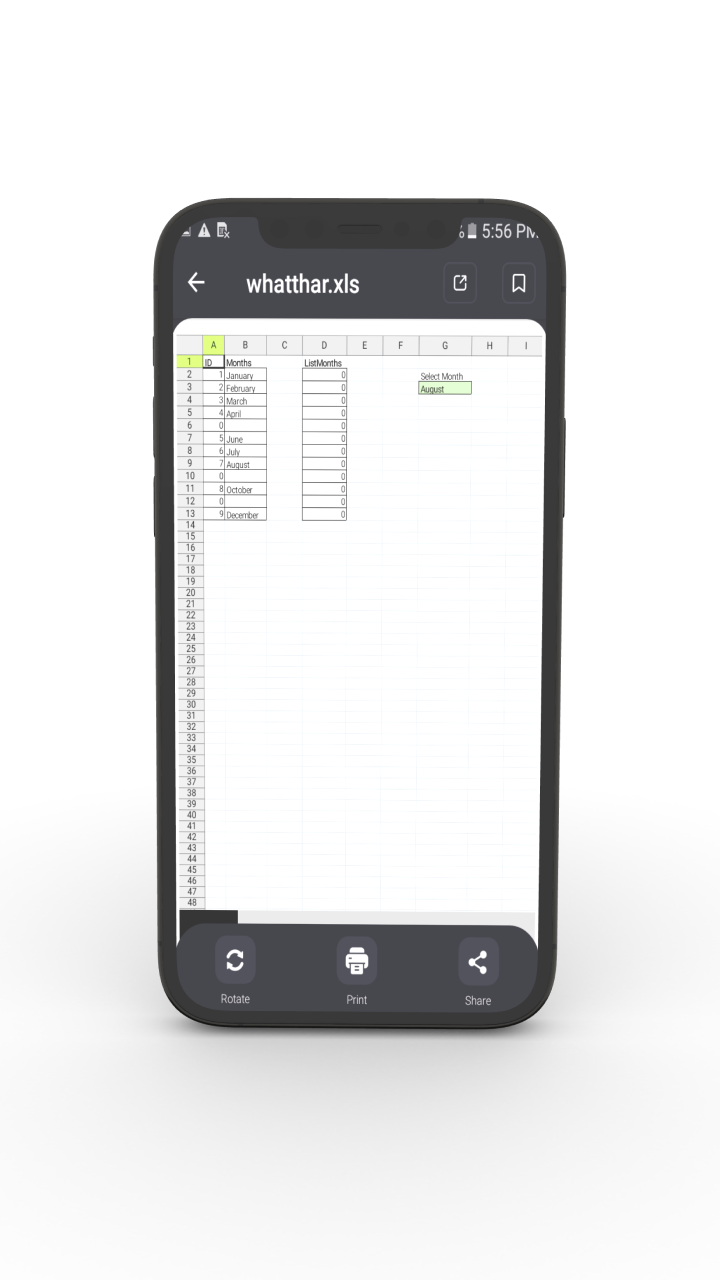 5:56 PM
whatthar.xls
A B C D E F G H I
1 ID Months ListMonths
2 1 January 0 Select Month
3 2 February 0 August
4 3 March 0
5 4 April 0
6 0 0
7 5 June 0
8 6 July 0
9 7 August 0
10 0 0
11 8 October 0
12 0 0
13 9 December 0
14
15
16
17
18
19
20
21
22
23
24
25
26
27
28
29
30
31
32
33
34
35
36
37
38
39
40
41
42
43
44
45
46
47
48
Rotate Print Share